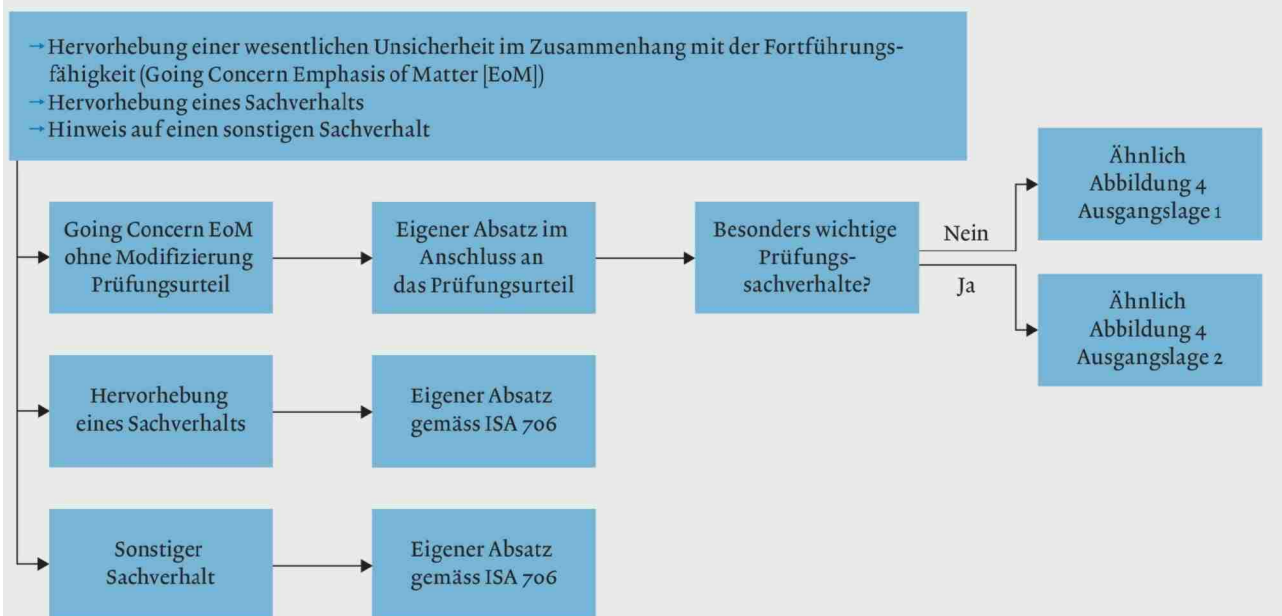 → Hervorhebung einer wesentlichen Unsicherheit im Zusammenhang mit der Fortführungs-
fähigkeit (Going Concern Emphasis of Matter [EoM])
→ Hervorhebung eines Sachverhalts
→ Hinweis auf einen sonstigen Sachverhalt
Going Concern EoM
ohne Modifizierung
Prüfungsurteil
Eigener Absatz im
Anschluss an
das Prüfungsurteil
Besonders wichtige
Prüfungs-
sachverhalte?
Nein
Ja
Ähnlich
Abbildung 4
Ausgangslage 1
Ähnlich
Abbildung 4
Ausgangslage 2
Hervorhebung
eines Sachverhalts
Eigener Absatz
gemäss ISA 706
Sonstiger
Sachverhalt
Eigener Absatz
gemäss ISA 706